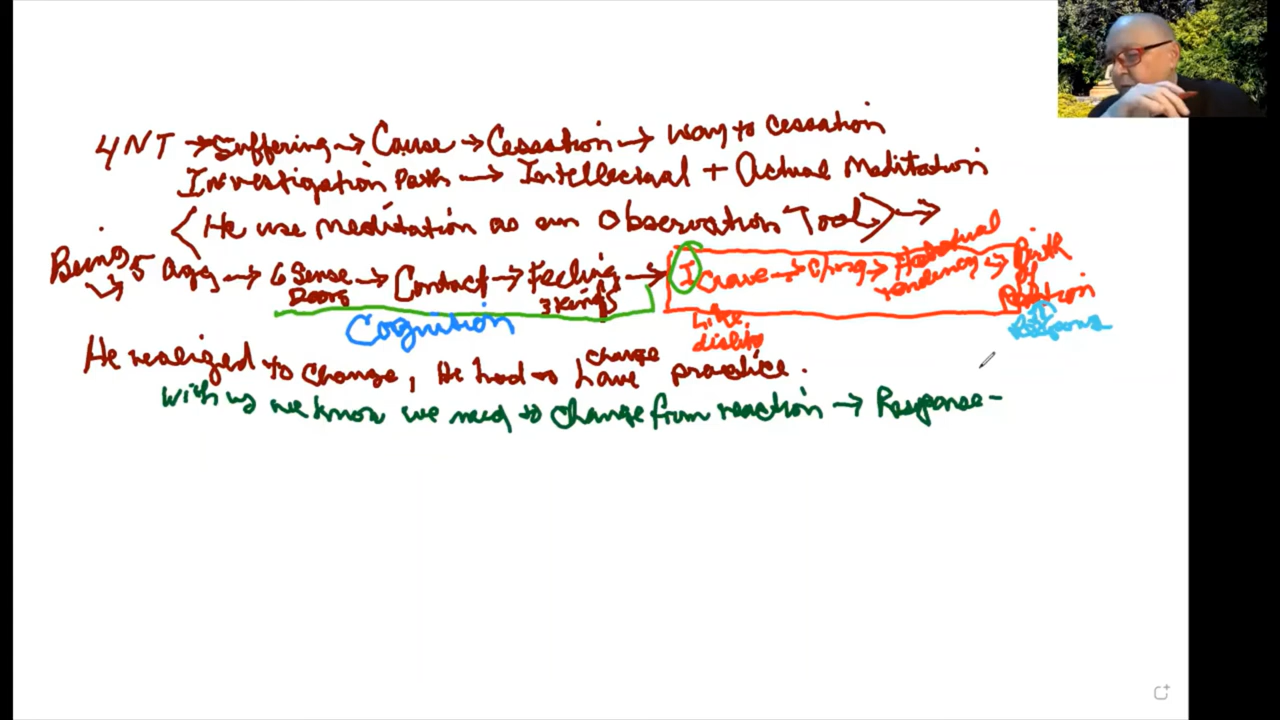 4NT → Suffering → Cause → Cessation → Way to cessation
Investigation Path → Intellectual + Actual Meditation
(He use meditation as an Observation Tool) →
Being 5 agg → 6 Sense Doors → Contact → Feeling 3 kinds → I Crave → Cling → Habitual tendency → Birth of Reaction
Cognition
Like dislike
Response
He realized to change, He had to have change practice.
With us we know we need to change from reaction → Response -